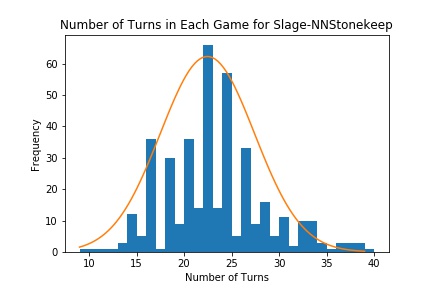 Number of Turns in Each Game for Slage-NNStonekeep
Frequency
60
50
40
30
20
10
0
10 15 20 25 30 35 40
Number of Turns